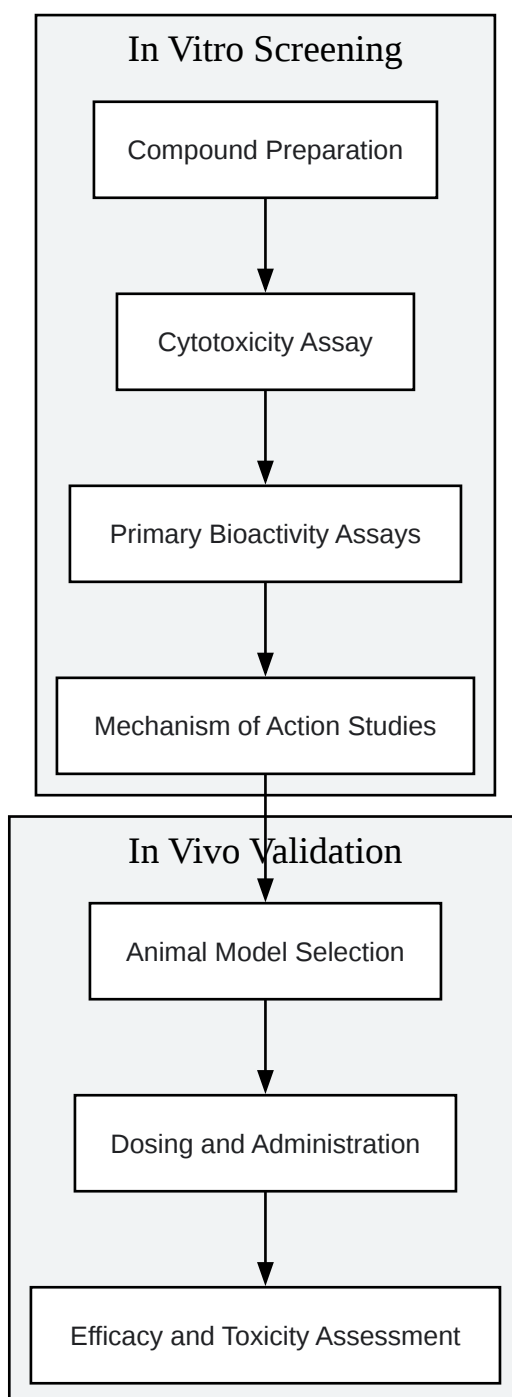 In Vitro Screening
Compound Preparation
Cytotoxicity Assay
Primary Bioactivity Assays
Mechanism of Action Studies
In Vivo Validation
Animal Model Selection
Dosing and Administration
Efficacy and Toxicity Assessment